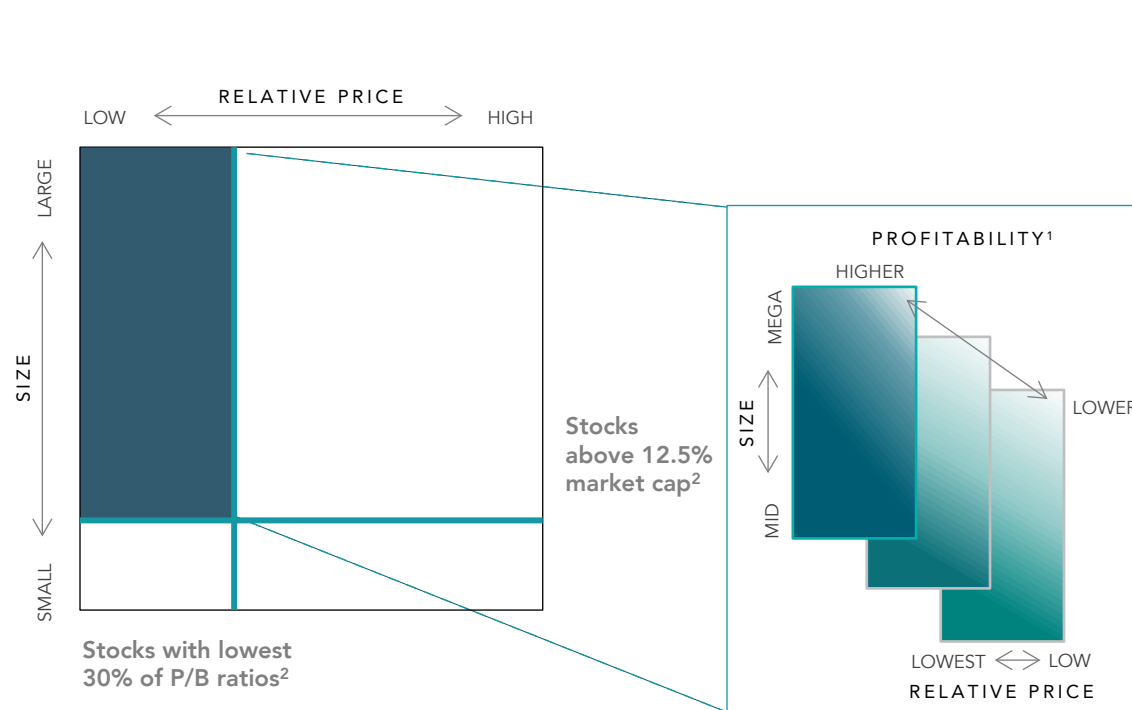 RELATIVE PRICE
LOW
HIGH
LARGE
SIZE
SMALL
Stocks with lowest
30% of P/B ratios²
Stocks
above 12.5%
market cap²
PROFITABILITY¹
HIGHER
LOWER
MEGA
SIZE
MID
LOWEST
LOW
RELATIVE PRICE